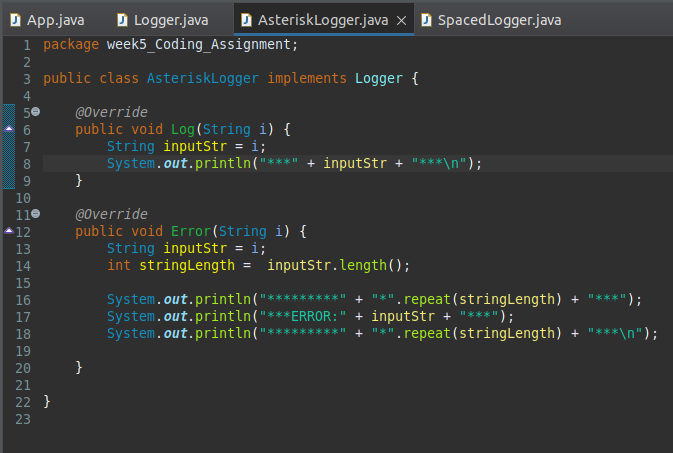 App.java Logger.java AsteriskLogger.java SpacedLogger.java
1 package week5_Coding_Assignment;
2
3 public class AsteriskLogger implements Logger {
4
5     @Override
6     public void Log(String i) {
7         String inputStr = i;
8         System.out.println("***" + inputStr + "***\n");
9     }
10
11     @Override
12     public void Error(String i) {
13         String inputStr = i;
14         int stringLength =  inputStr.length();
15
16         System.out.println("*********" + "*".repeat(stringLength) + "***");
17         System.out.println("***ERROR:" + inputStr + "***");
18         System.out.println("*********" + "*".repeat(stringLength) + "***\n");
19
20     }
21
22 }
23